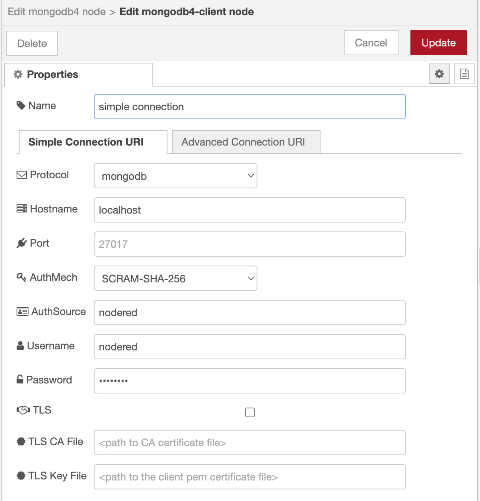 Edit mongodb4 node > Edit mongodb4-client node
Delete Cancel Update
Properties
Name simple connection
Simple Connection URI Advanced Connection URI
Protocol mongodb
Hostname localhost
Port 27017
AuthMech SCRAM-SHA-256
AuthSource nodered
Username nodered
Password ••••••••
TLS
TLS CA File <path to CA certificate file>
TLS Key File <path to the client pem certificate file>